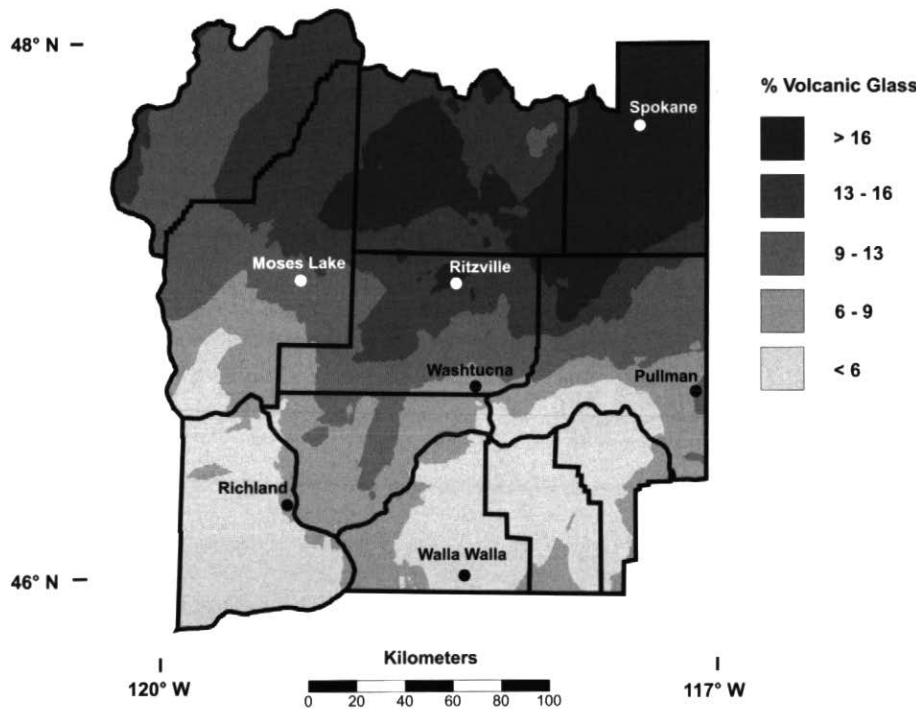 48° N
% Volcanic Glass
Spokane
> 16
13 - 16
Moses Lake
Ritzville
9 - 13
6 - 9
Washtucna
Pullman
< 6
Richland
Walla Walla
46° N
Kilometers
120° W
117° W
0 20 40 60 80 100